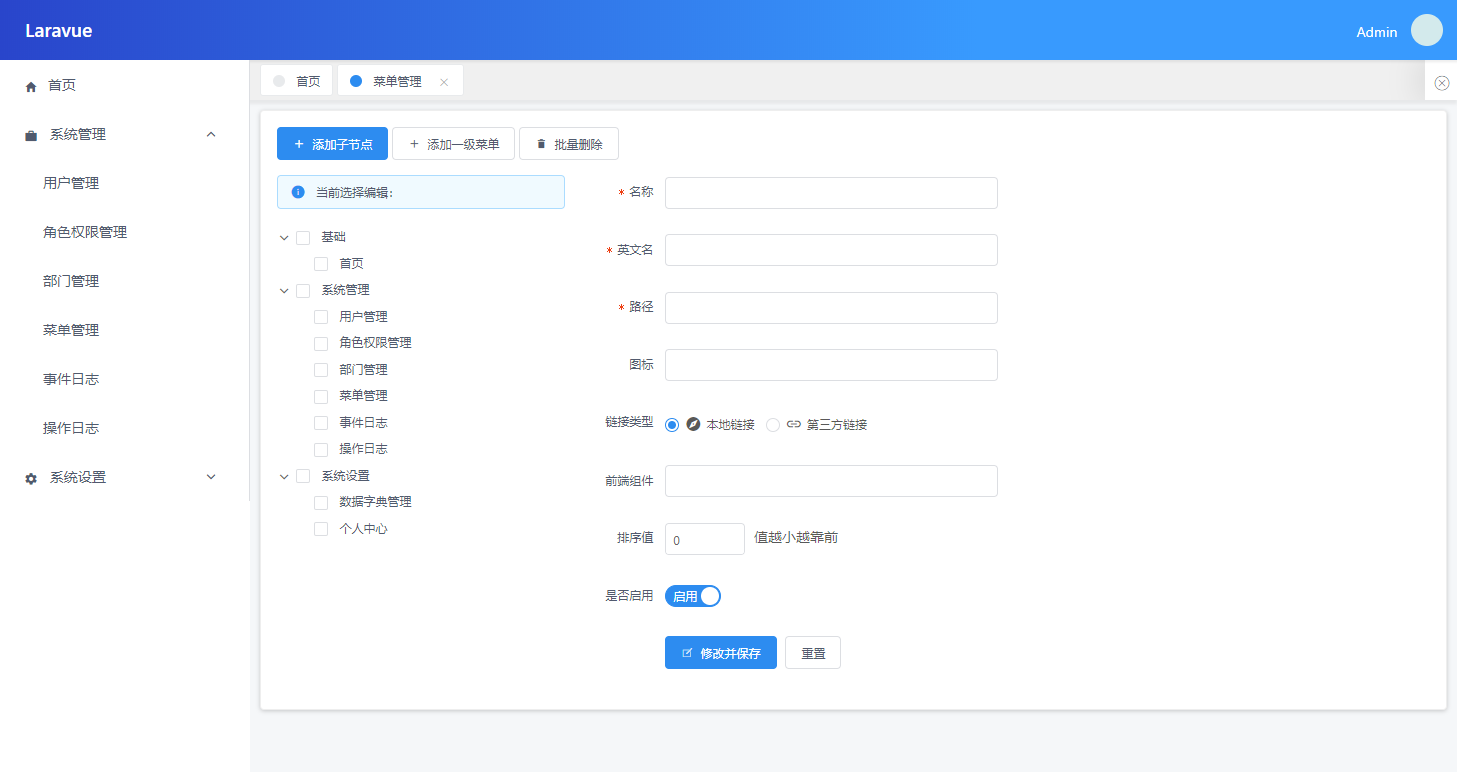 Laravue
Admin
首页
系统管理
用户管理
角色权限管理
部门管理
菜单管理
事件日志
操作日志
系统设置
首页
菜单管理
添加子节点
添加一级菜单
批量删除
当前选择编辑:
基础
首页
系统管理
用户管理
角色权限管理
部门管理
菜单管理
事件日志
操作日志
系统设置
数据字典管理
个人中心
* 名称
* 英文名
* 路径
图标
链接类型 本地链接 第三方链接
前端组件
排序值 0 值越小越靠前
是否启用 启用
修改并保存 重置